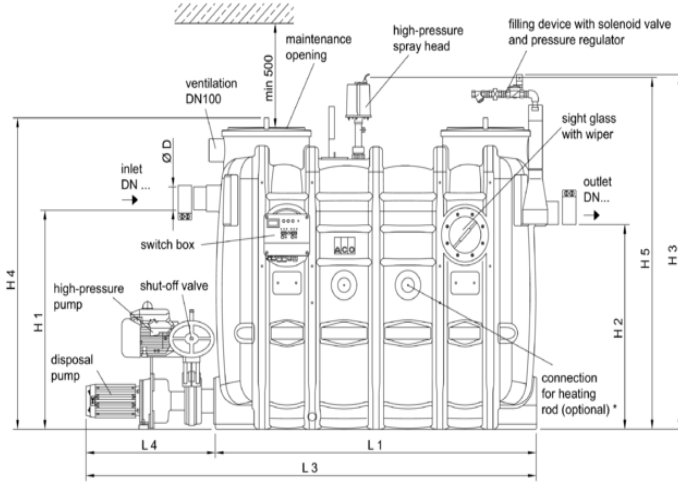 high-pressure
spray head
filling device with solenoid valve
and pressure regulator
maintenance
opening
min 500
ventilation
DN100
sight glass
with wiper
Ø D
inlet
DN ...
outlet
DN...
switch box
ACO
H 4
H 1
H 5
H 3
H 2
high-pressure
pump
shut-off valve
disposal
pump
connection
for heating
rod (optional) *
L 4
L 1
L 3